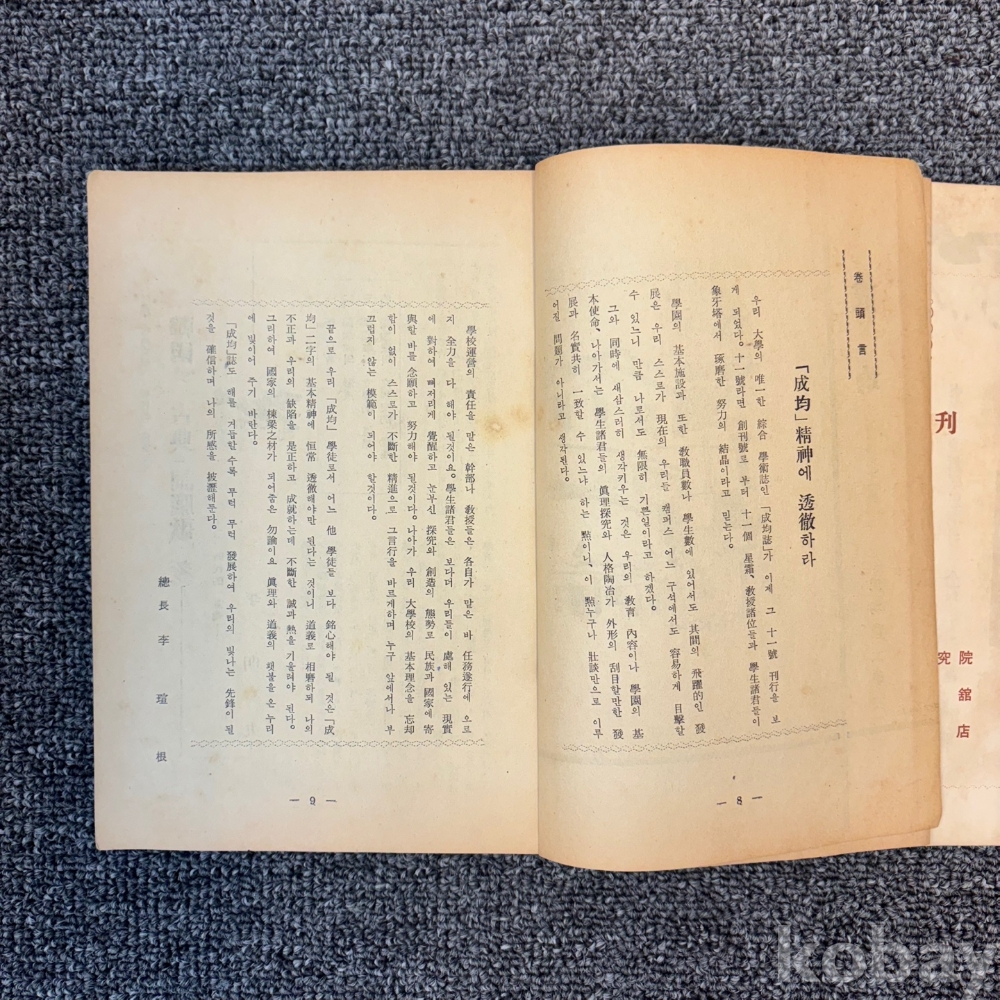 卷頭言
「成均」精神에 透徹하라
우리 大學의 唯一한 綜合 學術誌인 「成均誌」가 이제 그 十一號 刊行을 보
게 되었다。十一號라면 創刊號로부터 十一個 星霜、敎授諸位들과 學生諸君들이
象牙塔에서 琢磨한 努力의 結晶이라고 믿는다。
學園의 基本施設과 또한 敎職員數나 學生數에 있어서도 其間의 飛躍的인 發
展은 우리 스스로가 現在의 우리들 캠퍼스 어느 구석에서도 容易하게 目擊할
수 있느니 만큼 나로서도 無限히 기쁜일이라고 하겠다。
그와 同時에 새삼스러히 생각키우는 것은 우리의 敎育 內容이나 學園의 基
本使命、나아가서는 學生諸君들의 眞理探究와 人格陶冶가 外形의 刮目할만한 發
展과 名實共히 一致할 수 있느냐 하는 點이니、이 點누구나 壯談만으로 이루
어질 問題가 아니라고 생각된다。
— 8 —
學校運營의 責任을 맡은 幹部나 敎授들은 各自가 맡은 바 任務遂行에 으로
지 全力을 다 해야 될것이요。學生諸君들은 보다더 우리들이 處해 있는 現實
에 對하여 뼈저리게 覺醒하고 눈부신 探究와 創造의 態勢로 民族과 國家에 寄
與할 바를 念願하고 努力해야 될것이다。나아가 우리 大學校의 基本理念을 忘却
함이 없이 스스로가 不斷한 精進으로 그言行을 바르게하며 누구 앞에서나 부
끄럽지 않는 模範이 되어야 할것이다。
끝으로 우리 「成均」 學徒로서 어느 他 學徒들 보다 銘心해야 될 것은 「成
均」二字의 基本精神에 恒常 透徹해야만 된다는 것이니 道義로 相磨하되 나의
不正과 우리의 缺陷을 是正하고 成就하는데 不斷한 誠과 熱을 기울려야 된다。
그리하여 國家의 棟梁之材가 되어줌은 勿論이요 眞理와 道義의 횃불을 온누리
에 빛이어 주기 바란다。
「成均」誌도 해를 거듭할수록 무럭 무럭 發展하여 우리의 빛나는 先鋒이 될
것을 確信하며 나의 所感을 披瀝해둔다。
總長 李 瑄 根
— 9 —
刊
院
究 舘
店
kobay